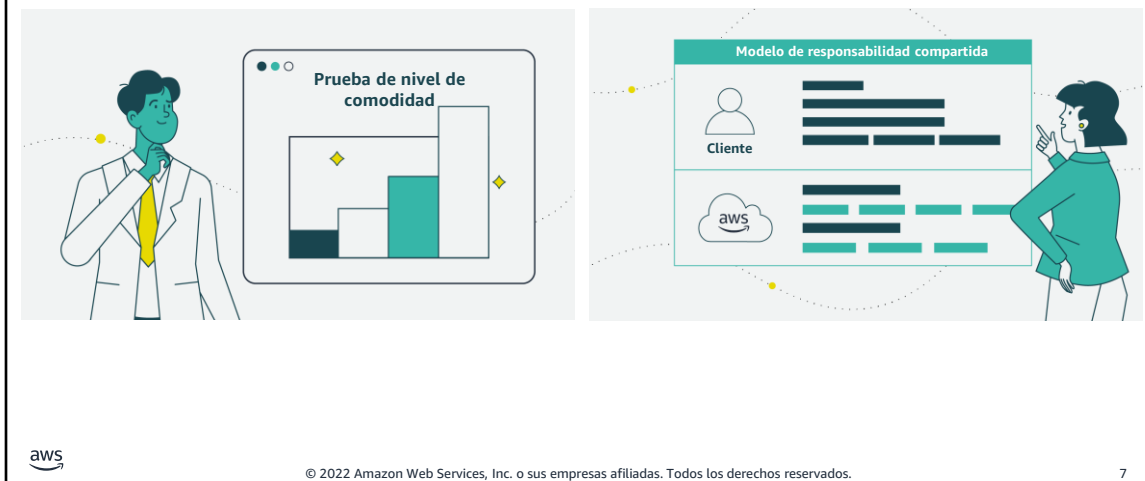 Prueba de nivel de
comodidad
Modelo de responsabilidad compartida
Cliente
aws
aws
© 2022 Amazon Web Services, Inc. o sus empresas afiliadas. Todos los derechos reservados.
7